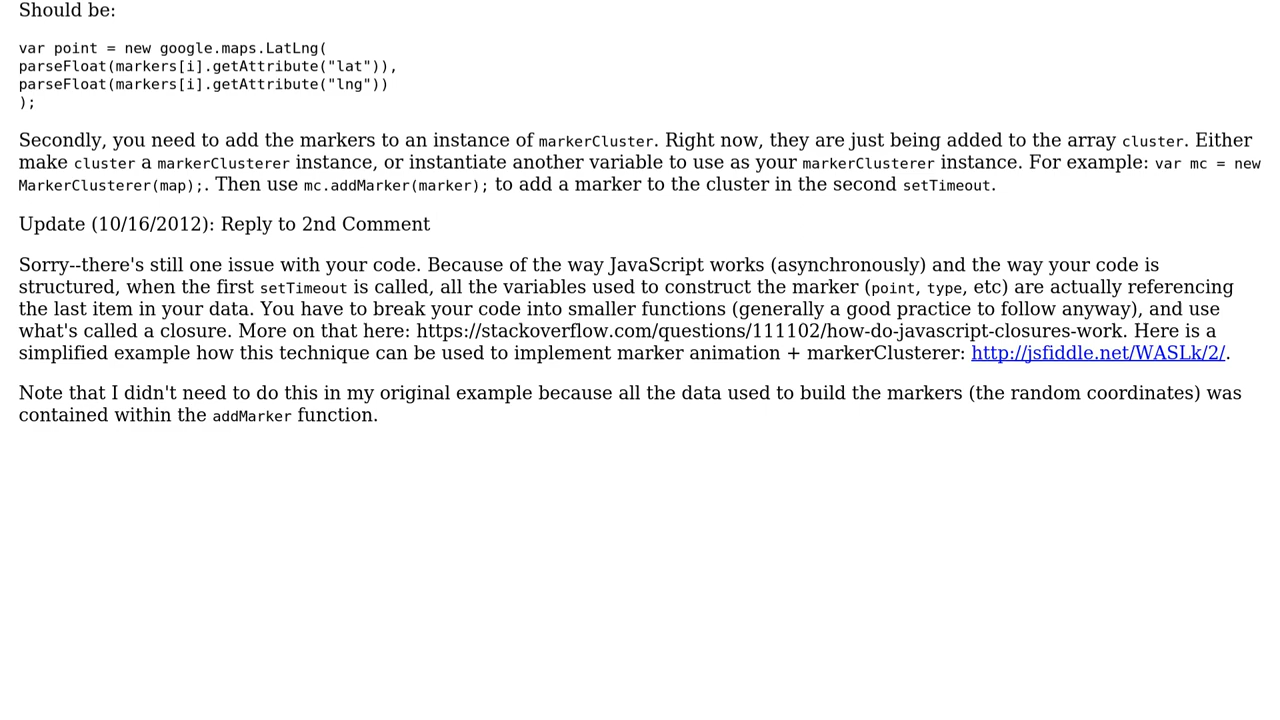 Should be:
var point = new google.maps.LatLng(
parseFloat(markers[i].getAttribute("lat")),
parseFloat(markers[i].getAttribute("lng"))
);
Secondly, you need to add the markers to an instance of markerCluster. Right now, they are just being added to the array cluster. Either
make cluster a markerClusterer instance, or instantiate another variable to use as your markerClusterer instance. For example: var mc = new
MarkerClusterer(map);. Then use mc.addMarker(marker); to add a marker to the cluster in the second setTimeout.
Update (10/16/2012): Reply to 2nd Comment
Sorry--there's still one issue with your code. Because of the way JavaScript works (asynchronously) and the way your code is
structured, when the first setTimeout is called, all the variables used to construct the marker (point, type, etc) are actually referencing
the last item in your data. You have to break your code into smaller functions (generally a good practice to follow anyway), and use
what's called a closure. More on that here: https://stackoverflow.com/questions/111102/how-do-javascript-closures-work. Here is a
simplified example how this technique can be used to implement marker animation + markerClusterer: http://jsfiddle.net/WASLk/2/.
Note that I didn't need to do this in my original example because all the data used to build the markers (the random coordinates) was
contained within the addMarker function.